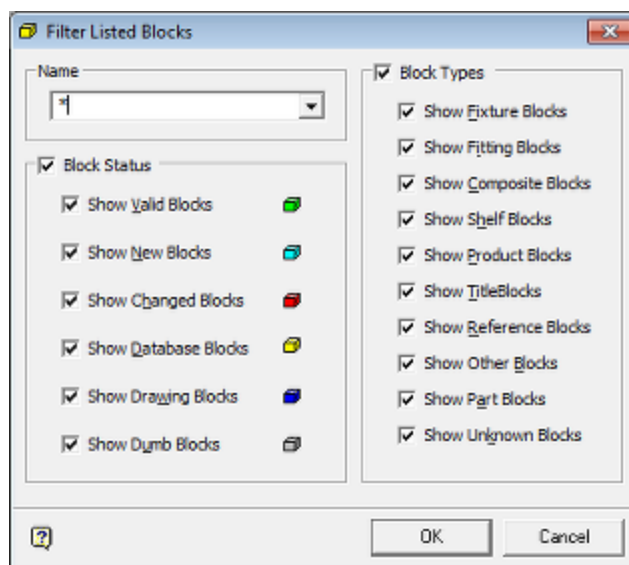 Filter Listed Blocks
Name
*
Block Status
Show Valid Blocks
Show New Blocks
Show Changed Blocks
Show Database Blocks
Show Drawing Blocks
Show Dumb Blocks
Block Types
Show Fixture Blocks
Show Fitting Blocks
Show Composite Blocks
Show Shelf Blocks
Show Product Blocks
Show TitleBlocks
Show Reference Blocks
Show Other Blocks
Show Part Blocks
Show Unknown Blocks
?
OK
Cancel